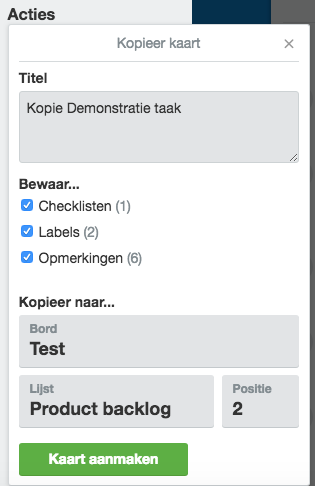 Acties
Kopieer kaart ×
Titel
Kopie Demonstratie taak
Bewaar...
Checklisten (1)
Labels (2)
Opmerkingen (6)
Kopieer naar...
Bord
Test
Lijst Positie
Product backlog 2
Kaart aanmaken